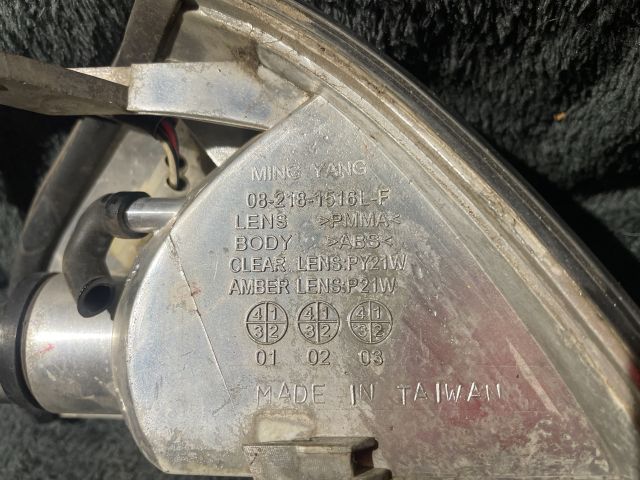 MING YANG
08-218-1516L-F
LENS >PMMA<
BODY >ABS<
CLEAR LENS:PY21W
AMBER LENS:P21W
4 1 4 1 4 1
3 2 3 2 3 2
01 02 03
MADE IN TAIWAN